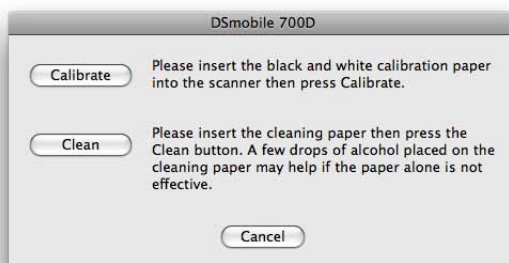 DSmobile 700D
Calibrate
Please insert the black and white calibration paper
into the scanner then press Calibrate.
Clean
Please insert the cleaning paper then press the
Clean button. A few drops of alcohol placed on the
cleaning paper may help if the paper alone is not
effective.
Cancel